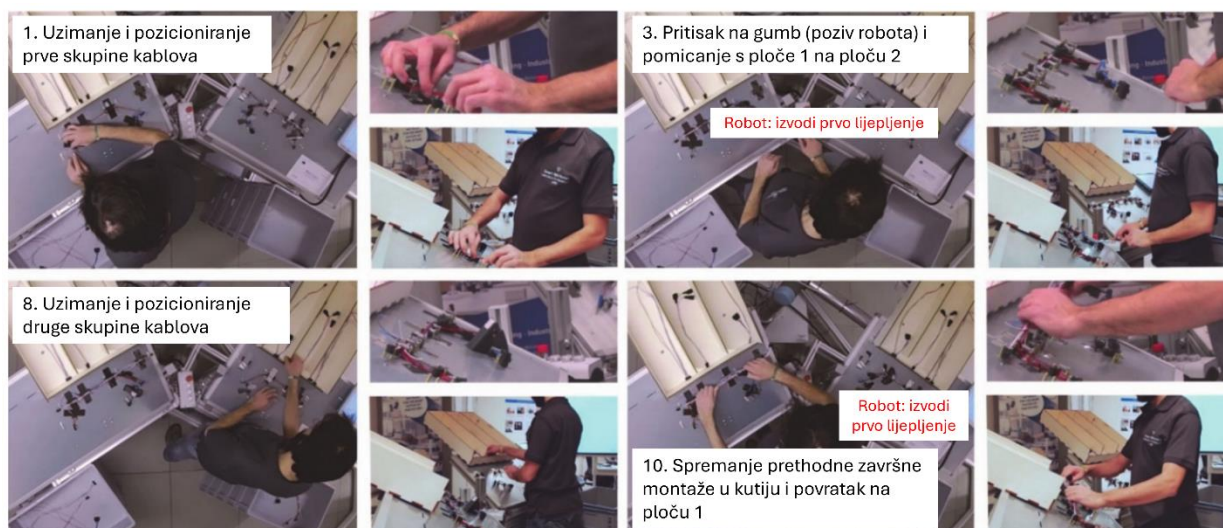 1. Uzimanje i pozicioniranje
prve skupine kablova
3. Pritisak na gumb (poziv robota) i
pomicanje s ploče 1 na ploču 2
Robot: izvodi prvo lijepljenje
8. Uzimanje i pozicioniranje
druge skupine kablova
Robot: izvodi
prvo lijepljenje
10. Spremanje prethodne završne
montaže u kutiju i povratak na
ploču 1